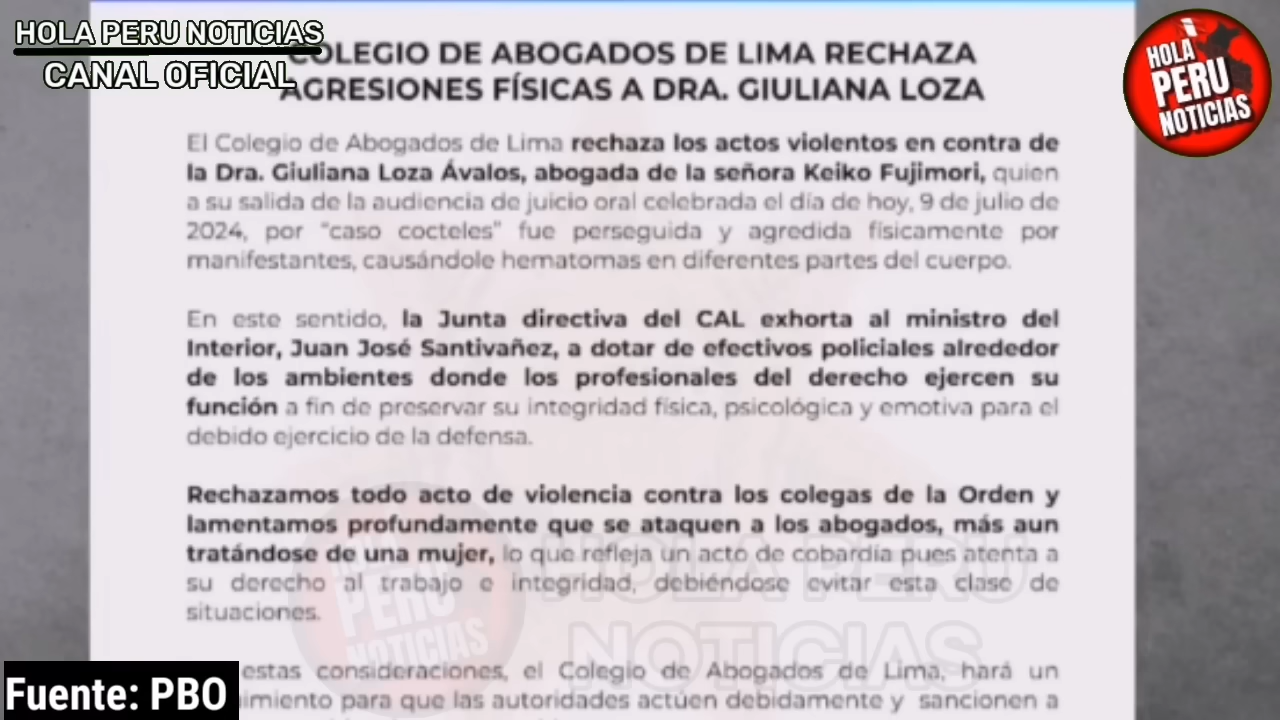 HOLA PERU NOTICIAS
CANAL OFICIAL
COLEGIO DE ABOGADOS DE LIMA RECHAZA
AGRESIONES FÍSICAS A DRA. GIULIANA LOZA
HOLA
PERU
NOTICIAS
El Colegio de Abogados de Lima rechaza los actos violentos en contra de
la Dra. Giuliana Loza Ávalos, abogada de la señora Keiko Fujimori, quien
a su salida de la audiencia de juicio oral celebrada el día de hoy, 9 de julio de
2024, por "caso cocteles" fue perseguida y agredida físicamente por
manifestantes, causándole hematomas en diferentes partes del cuerpo.
En este sentido, la Junta directiva del CAL exhorta al ministro del
Interior, Juan José Santivañez, a dotar de efectivos policiales alrededor
de los ambientes donde los profesionales del derecho ejercen su
función a fin de preservar su integridad física, psicológica y emotiva para el
debido ejercicio de la defensa.
Rechazamos todo acto de violencia contra los colegas de la Orden y
lamentamos profundamente que se ataquen a los abogados, más aun
tratándose de una mujer, lo que refleja un acto de cobardía pues atenta a
su derecho al trabajo e integridad, debiéndose evitar esta clase de
situaciones.
HOLA
PERU
NOTICIAS
HOLA PERU
NOTICIAS
estas consideraciones, el Colegio de Abogados de Lima, hará un
imiento para que las autoridades actúen debidamente y sancionen a
Fuente: PBO